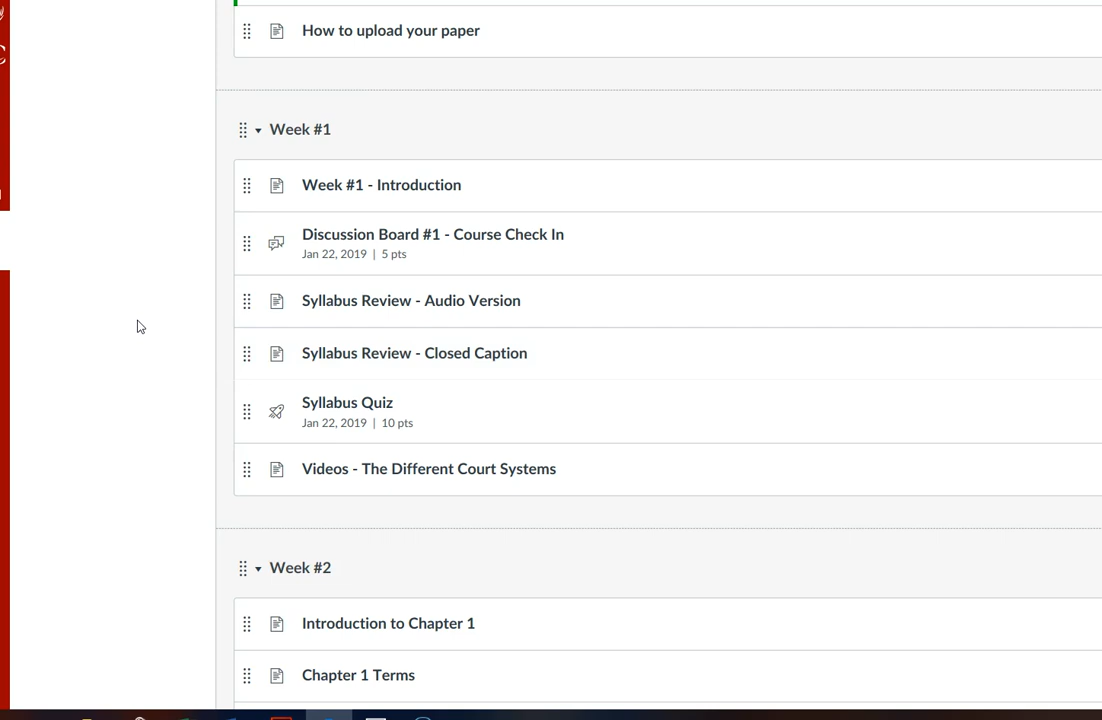 How to upload your paper
Week #1
Week #1 - Introduction
Discussion Board #1 - Course Check In
Jan 22, 2019 | 5 pts
Syllabus Review - Audio Version
Syllabus Review - Closed Caption
Syllabus Quiz
Jan 22, 2019 | 10 pts
Videos - The Different Court Systems
Week #2
Introduction to Chapter 1
Chapter 1 Terms